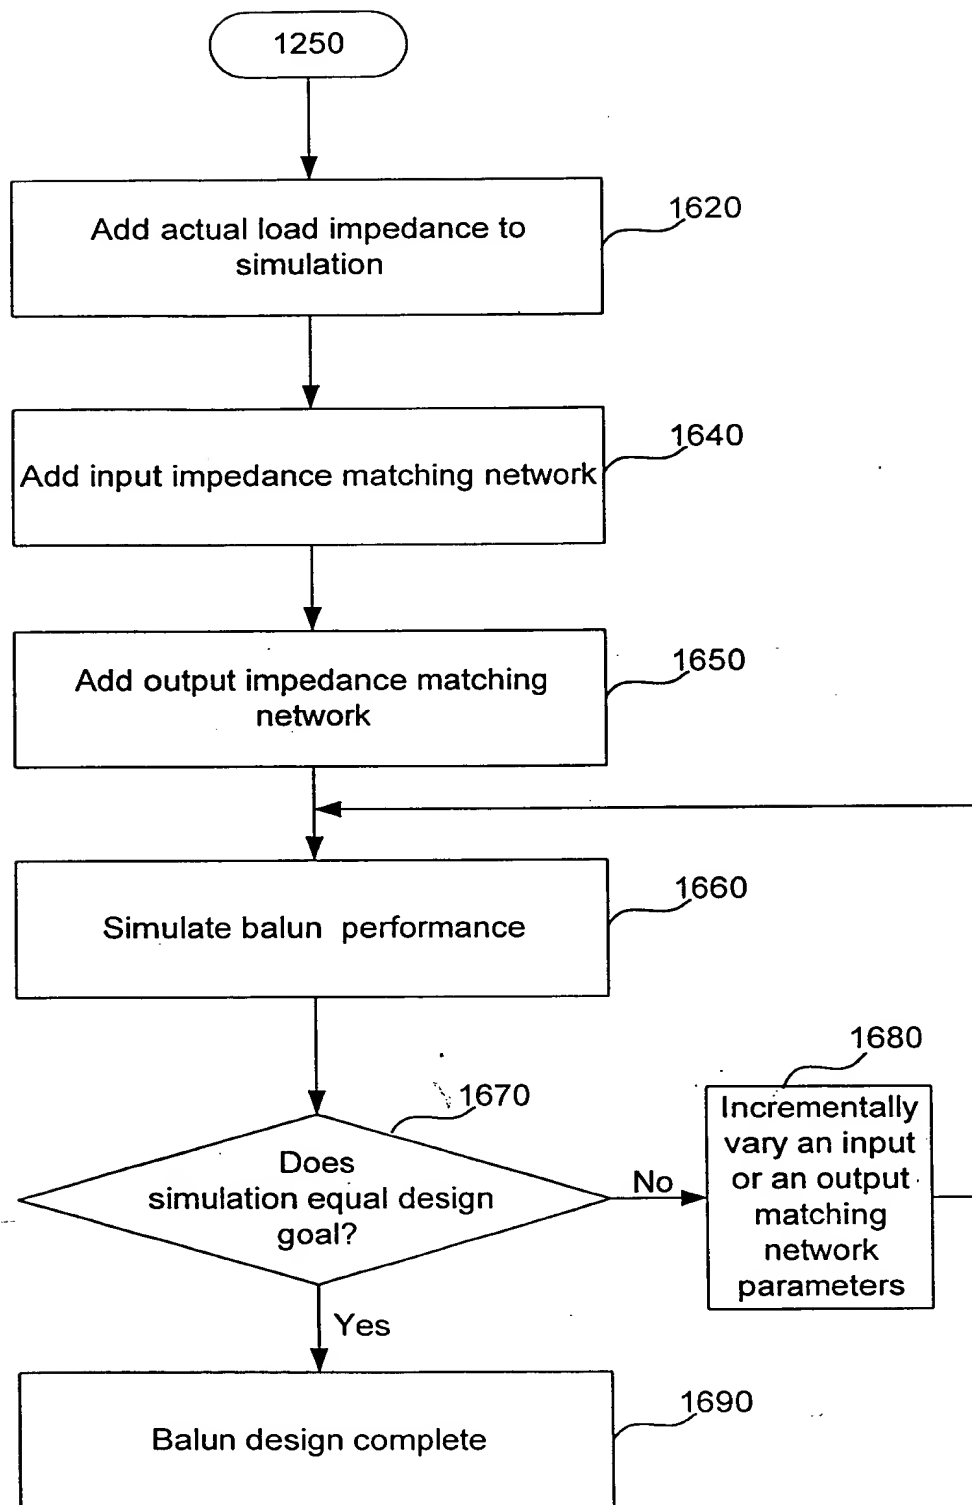 1250
Add actual load impedance to
simulation
1620
Add input impedance matching network
1640
Add output impedance matching
network
1650
Simulate balun performance
1660
Does
simulation equal design
goal?
1670
No
Incrementally
vary an input
or an output
matching
network
parameters
1680
Yes
Balun design complete
1690